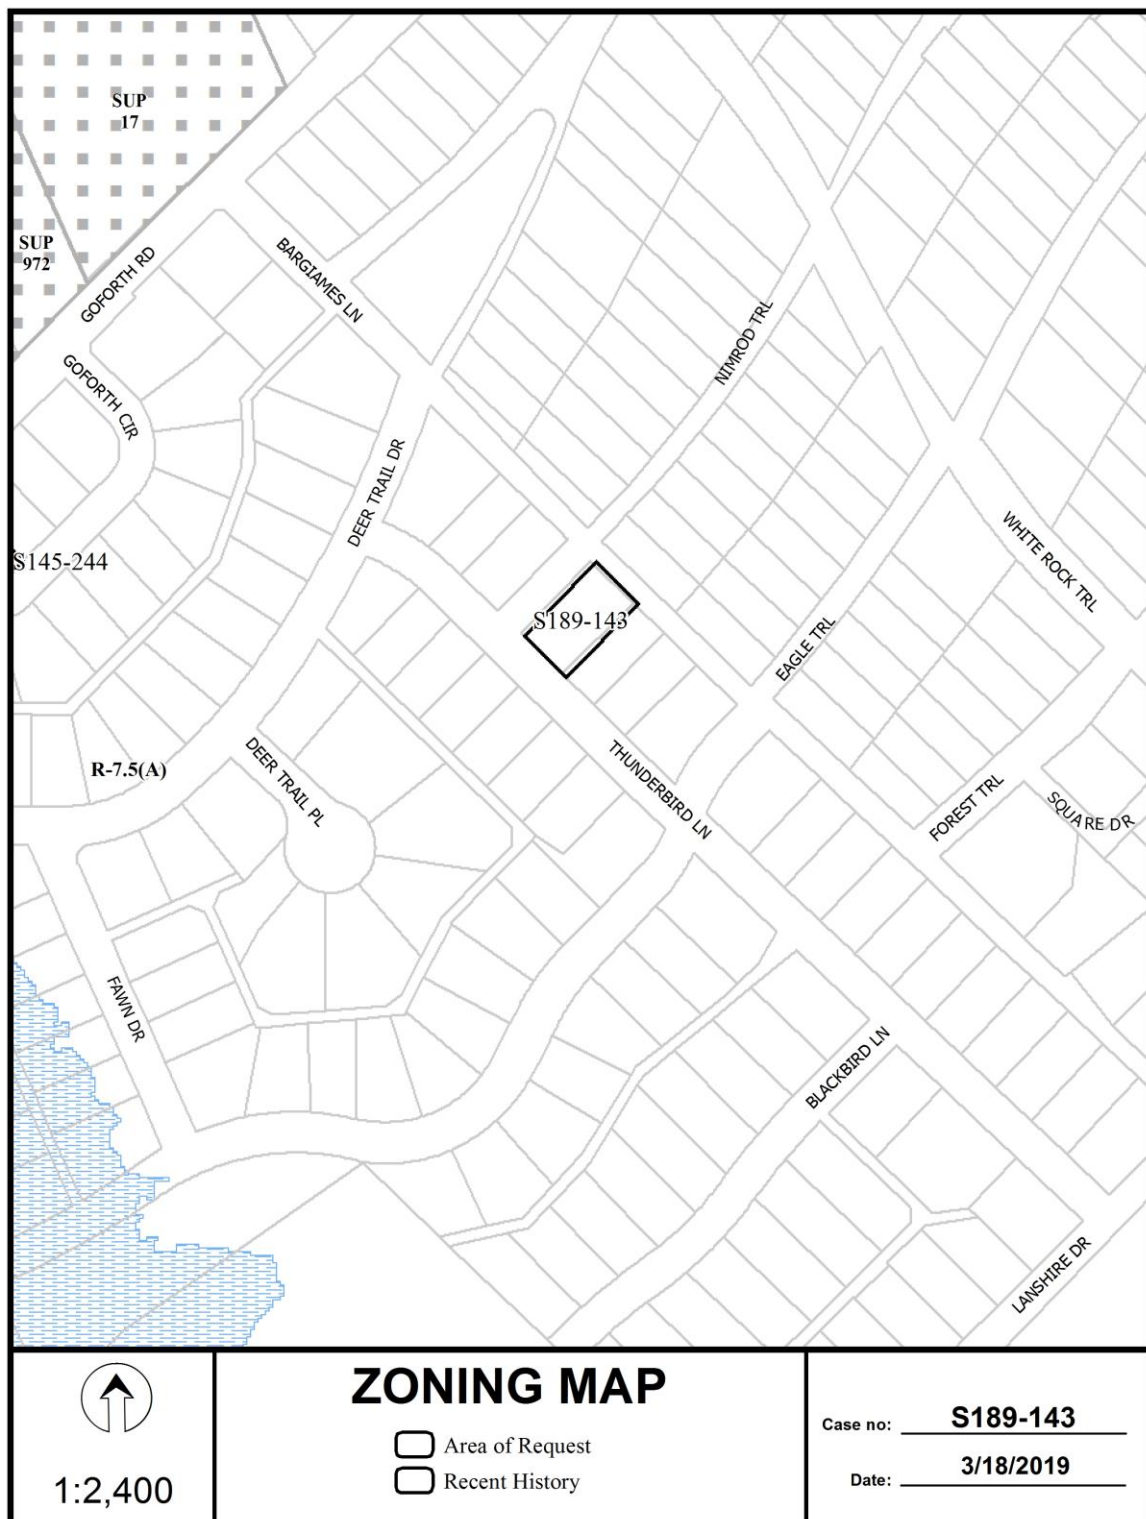 SUP
17
SUP
972
GOFORTH RD
BARGIAMES LN
NIMROD TRL
GOFORTH CIR
DEER TRAIL DR
WHITE ROCK TRL
S145-244
S189-143
EAGLE TRL
R-7.5(A)
DEER TRAIL PL
THUNDERBIRD LN
FOREST TRL
SQUARE DR
FAWN DR
BLACKBIRD LN
LANSHIRE DR
1:2,400
ZONING MAP
Area of Request
Recent History
Case no: S189-143
Date: 3/18/2019